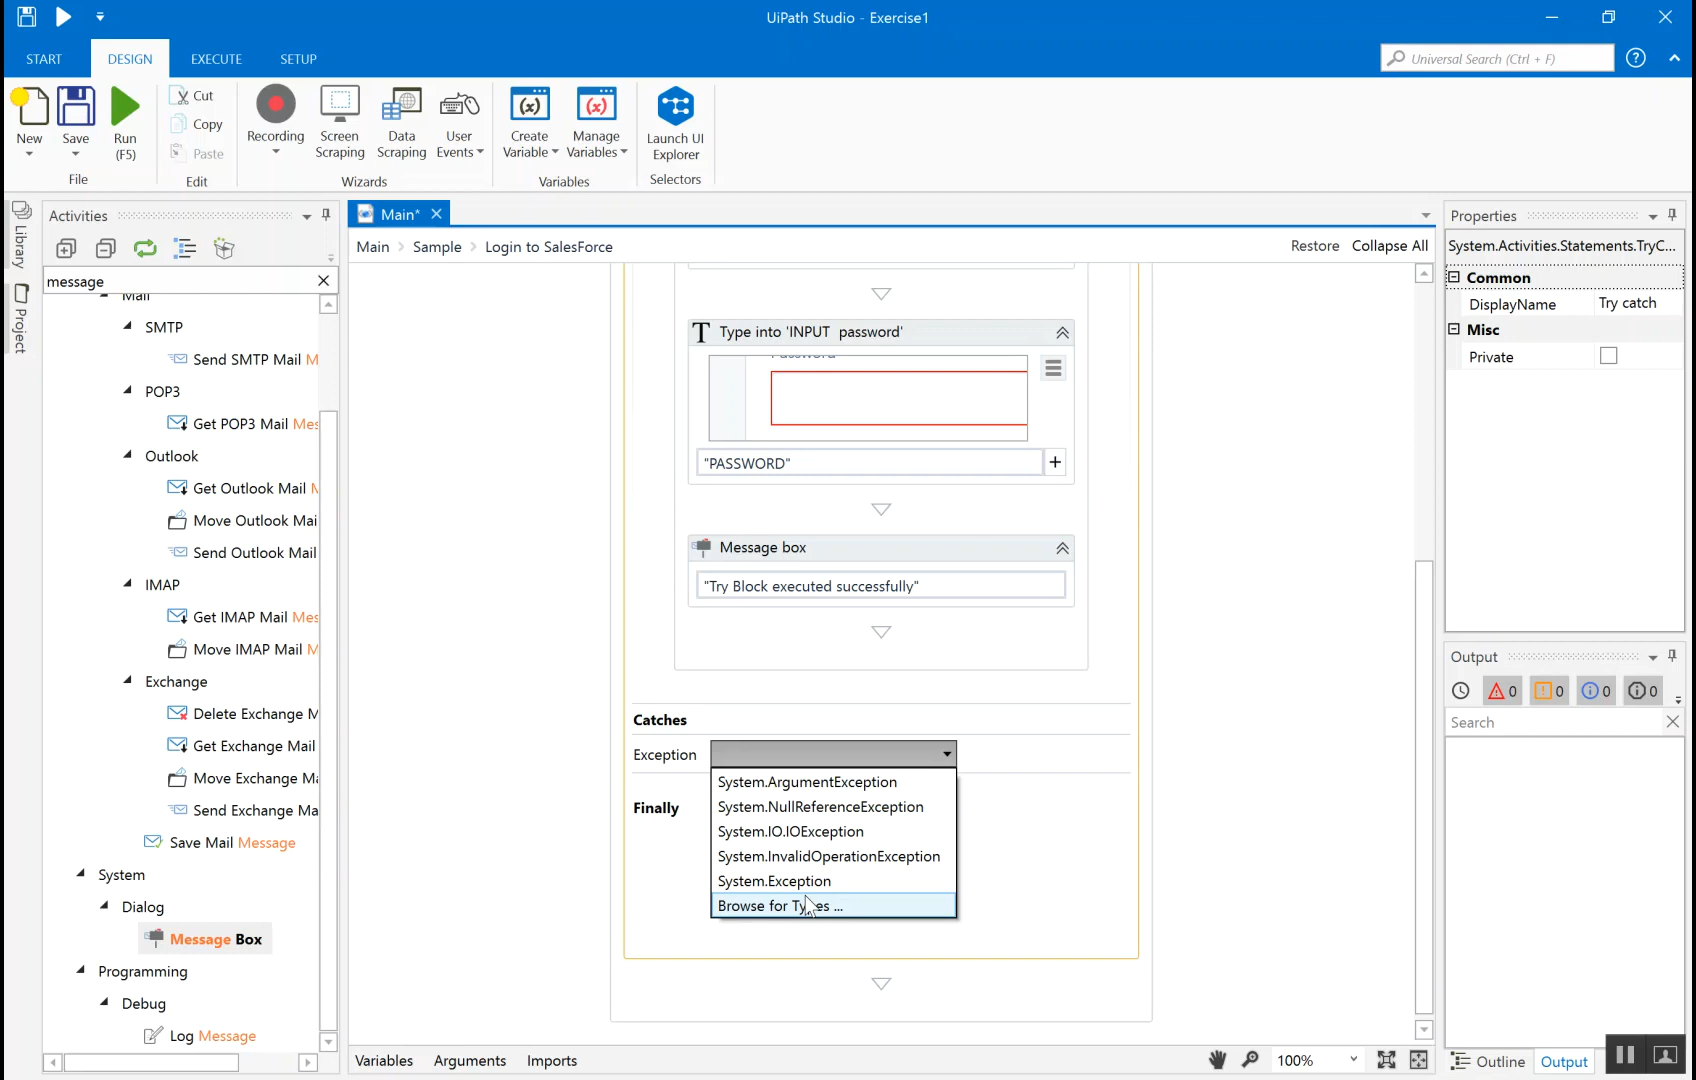 UiPath Studio - Exercise1
START
DESIGN
EXECUTE
SETUP
Universal Search (Ctrl + F)
New
Save
Run
(F5)
File
Cut
Copy
Paste
Edit
Recording
Screen
Scraping
Data
Scraping
User
Events
Wizards
Create
Variable
Manage
Variables
Variables
Launch UI
Explorer
Selectors
Library
Project
Activities
message
Mail
SMTP
Send SMTP Mail M
POP3
Get POP3 Mail Mes
Outlook
Get Outlook Mail M
Move Outlook Mai
Send Outlook Mail
IMAP
Get IMAP Mail Mes
Move IMAP Mail M
Exchange
Delete Exchange M
Get Exchange Mail
Move Exchange Ma
Send Exchange Ma
Save Mail Message
System
Dialog
Message Box
Programming
Debug
Log Message
Main*
Main
Sample
Login to SalesForce
Restore
Collapse All
Type into 'INPUT password'
"PASSWORD"
Message box
"Try Block executed successfully"
Catches
Exception
System.ArgumentException
System.NullReferenceException
System.IO.IOException
System.InvalidOperationException
System.Exception
Browse for Types ...
Finally
Variables
Arguments
Imports
100%
Properties
System.Activities.Statements.TryC...
Common
DisplayName
Try catch
Misc
Private
Output
0
0
0
0
Search
Outline
Output